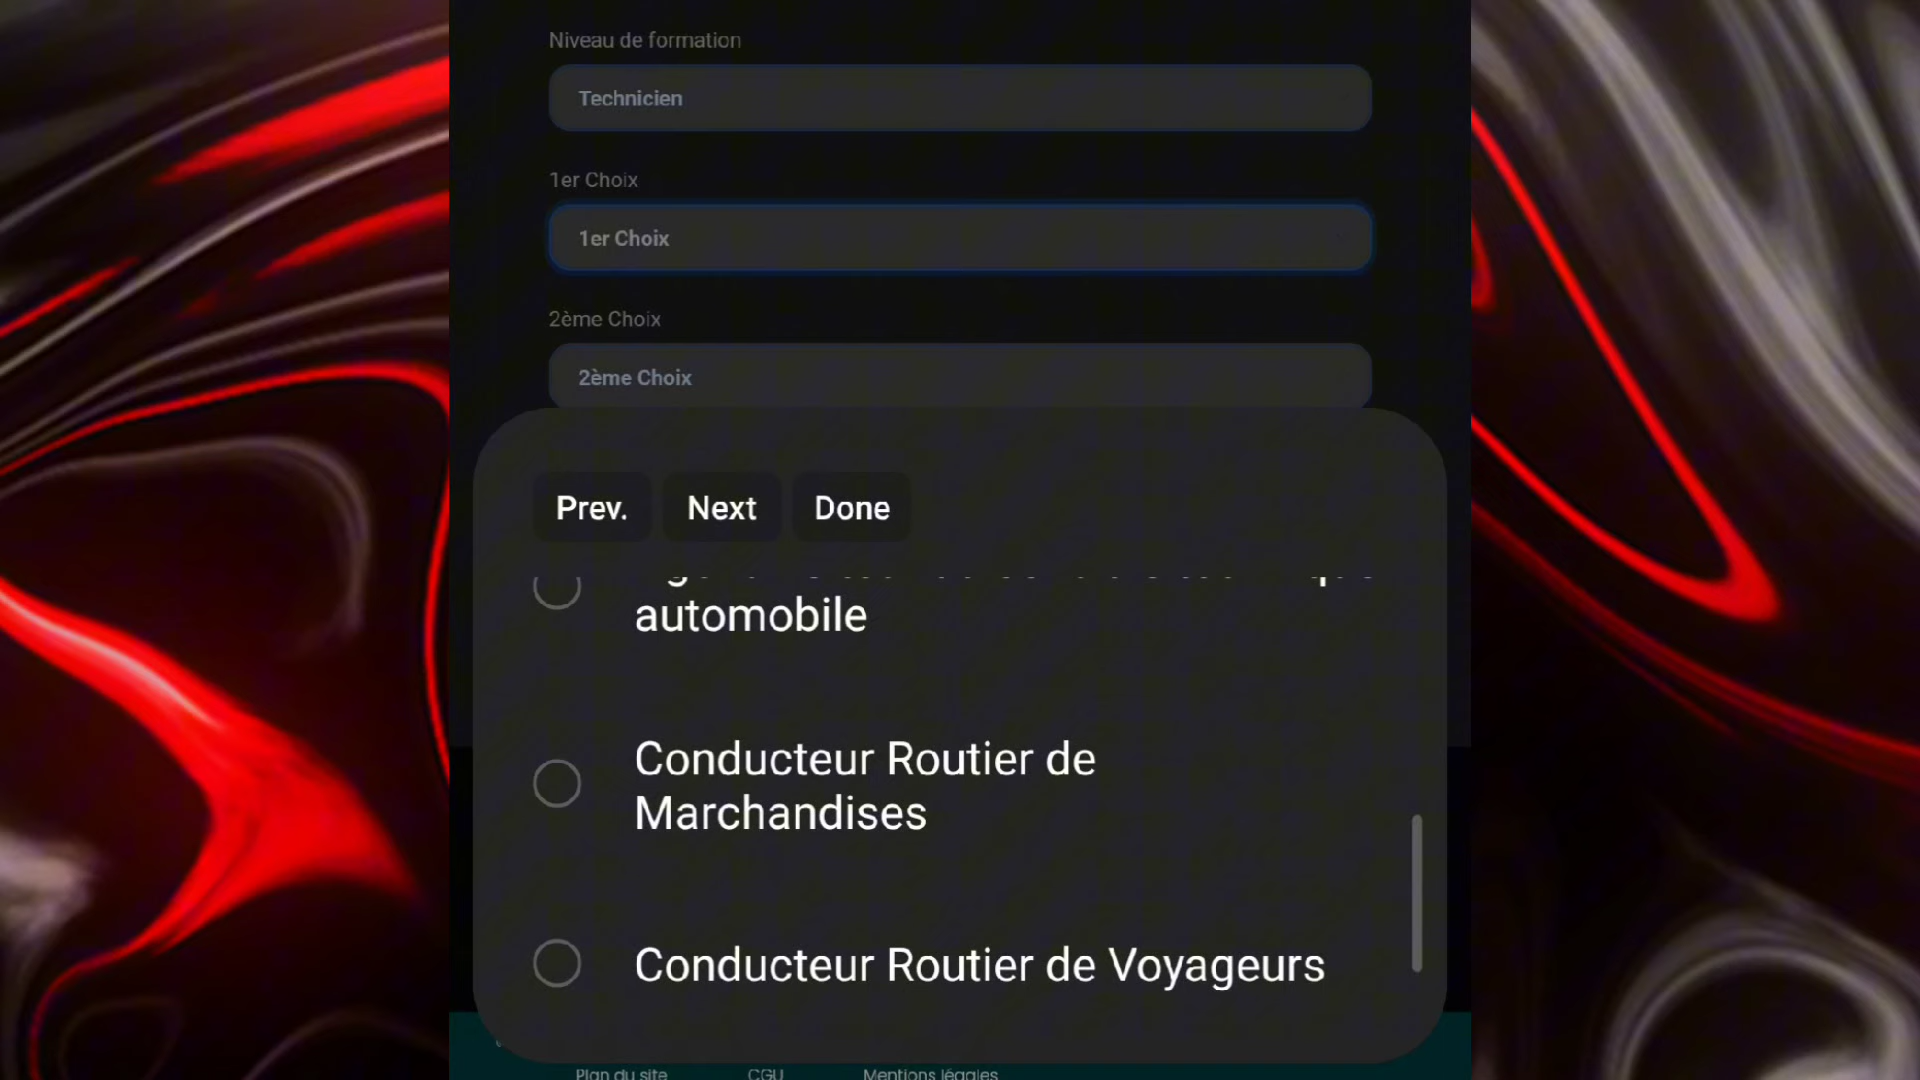 Niveau de formation
Technicien
1er Choix
1er Choix
2ème Choix
2ème Choix
Prev.
Next
Done
automobile
Conducteur Routier de
Marchandises
Conducteur Routier de Voyageurs
Plan du site
CGU
Mentions légales